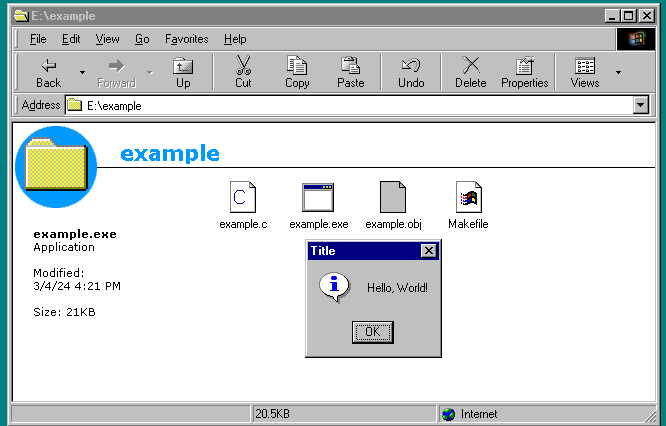 E:\example
File Edit View Go Favorites Help
Back Forward Up Cut Copy Paste Undo Delete Properties Views
Address E:\example
example
example.c example.exe example.obj Makefile
example.exe
Application
Modified:
3/4/24 4:21 PM
Size: 21KB
Title
Hello, World!
OK
20.5KB Internet